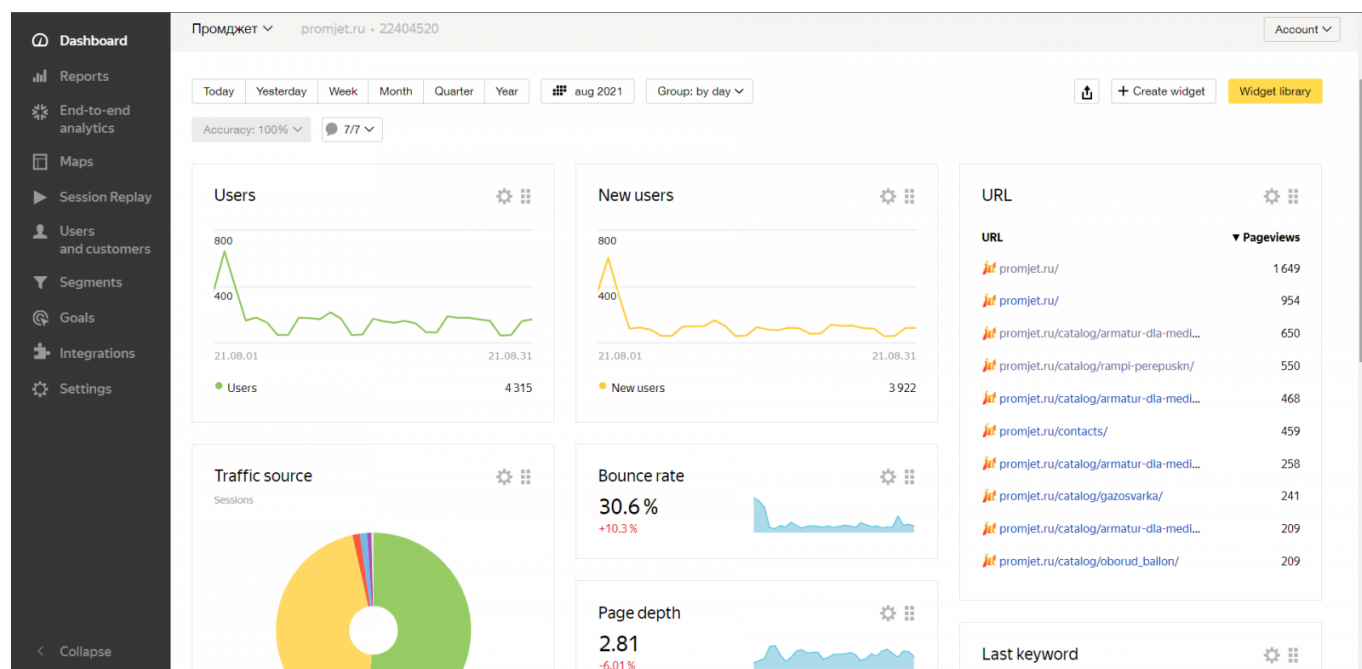 Dashboard
Reports
End-to-end
analytics
Maps
Session Replay
Users
and customers
Segments
Goals
Integrations
Settings
Collapse
Промджет
promjet.ru • 22404520
Account
Today Yesterday Week Month Quarter Year
aug 2021
Group: by day
+ Create widget
Widget library
Accuracy: 100%
7/7
Users
800
400
21.08.01 21.08.31
Users 4 315
New users
800
400
21.08.01 21.08.31
New users 3 922
URL
URL ▼ Pageviews
promjet.ru/ 1 649
promjet.ru/ 954
promjet.ru/catalog/armatur-dla-medi... 650
promjet.ru/catalog/rampi-perepuskn/ 550
promjet.ru/catalog/armatur-dla-medi... 468
promjet.ru/contacts/ 459
promjet.ru/catalog/armatur-dla-medi... 258
promjet.ru/catalog/gazosvarka/ 241
promjet.ru/catalog/armatur-dla-medi... 209
promjet.ru/catalog/oborud_ballon/ 209
Traffic source
Sessions
Bounce rate
30.6 %
+10.3 %
Page depth
2.81
-6.01 %
Last keyword